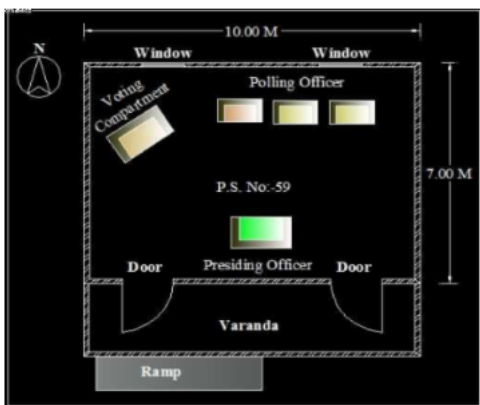 10.00 M
N
Window
Window
Polling Officer
Voting
Compartment
7.00 M
P.S. No:-59
Door
Presiding Officer
Door
Varanda
Ramp